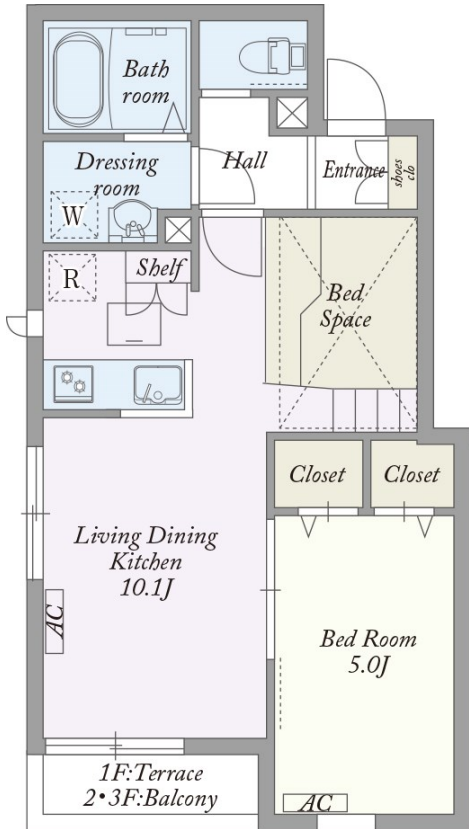 Bath
room
Dressing
room
W
Hall
Entrance
shoes
clo
R
Shelf
Bed
Space
Closet
Closet
Living Dining
Kitchen
10.1J
AC
Bed Room
5.0J
1F:Terrace
2・3F:Balcony
AC